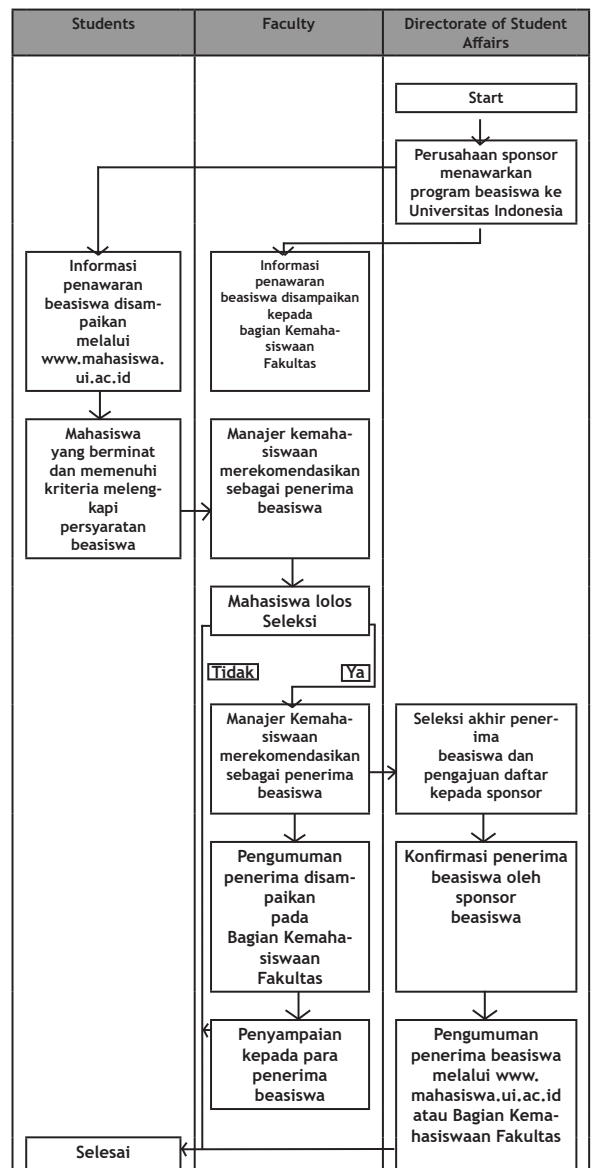 Students
Faculty
Directorate of Student
Affairs
Start
Perusahaan sponsor
menawarkan
program beasiswa ke
Universitas Indonesia
Informasi
penawaran
beasiswa disam-
paikan
melalui
www.mahasiswa.
ui.ac.id
Informasi
penawaran
beasiswa disampaikan
kepada
bagian Kemaha-
siswaan
Fakultas
Mahasiswa
yang berminat
dan memenuhi
kriteria meleng-
kapi
persyaratan
beasiswa
Manajer kemaha-
siswaan
merekomendasikan
sebagai penerima
beasiswa
Mahasiswa lolos
Seleksi
Tidak
Ya
Manajer Kemaha-
siswaan
merekomendasikan
sebagai penerima
beasiswa
Seleksi akhir pener-
ima
beasiswa dan
pengajuan daftar
kepada sponsor
Pengumuman
penerima disam-
paikan
pada
Bagian Kemaha-
siswaan
Fakultas
Konfirmasi penerima
beasiswa oleh
sponsor
beasiswa
Penyampaian
kepada para
penerima
beasiswa
Pengumuman
penerima beasiswa
melalui www.
mahasiswa.ui.ac.id
atau Bagian Kema-
hasiswaan Fakultas
Selesai